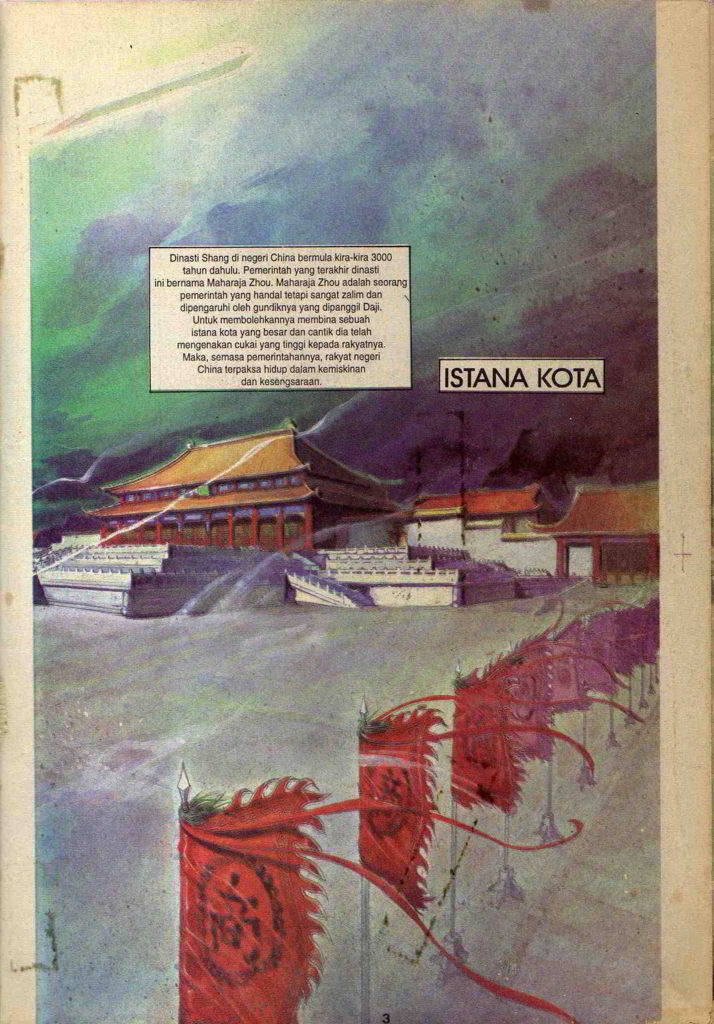 Dinasti Shang di negeri China bermula kira-kira 3000
tahun dahulu. Pemerintah yang terakhir dinasti
ini bernama Maharaja Zhou. Maharaja Zhou adalah seorang
pemerintah yang handal tetapi sangat zalim dan
dipengaruhi oleh gundiknya yang dipanggil Daji.
Untuk membolehkannya membina sebuah
istana kota yang besar dan cantik dia telah
mengenakan cukai yang tinggi kepada rakyatnya.
Maka, semasa pemerintahannya, rakyat negeri
China terpaksa hidup dalam kemiskinan
dan kesengsaraan.
ISTANA KOTA
3